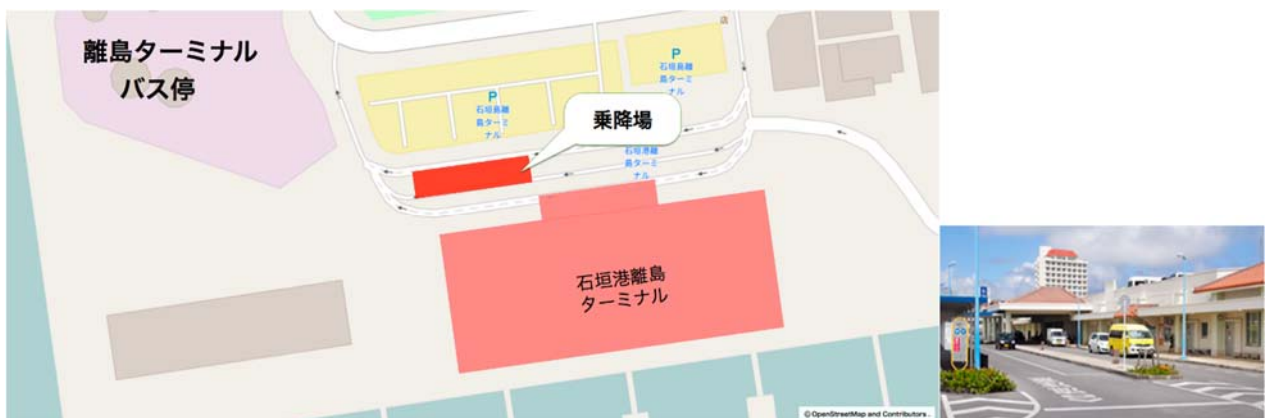 離島ターミナル
バス停
P
石垣島離
島ターミ
ナル
P
石垣島離
島ターミ
ナル
乗降場
石垣港離
島ターミ
ナル
石垣港離島
ターミナル
© OpenStreetMap and Contributors .